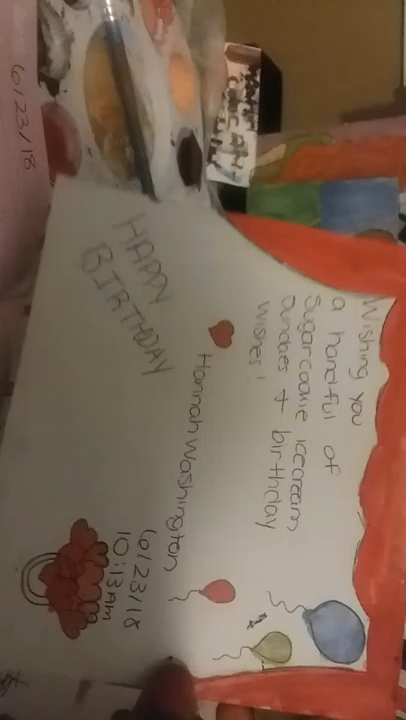 Wishing you
a handful of
Sugarcookie icecream
Sundaes + birthday
wishes!
Hannah Washington
6/23/18
10:13AM
HAPPY
BIRTHDAY
6/23/18